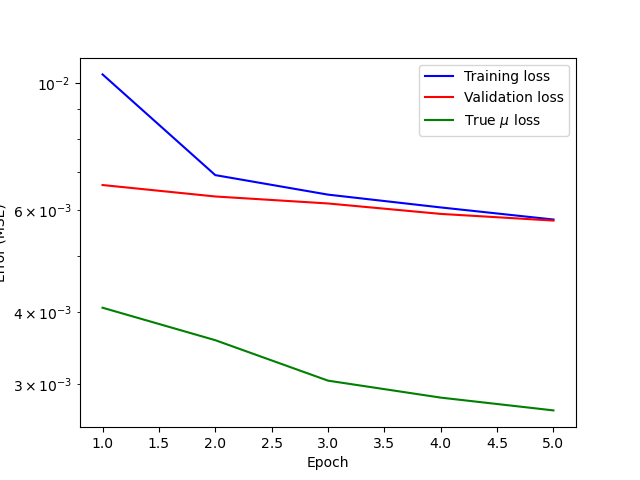 Training loss
Validation loss
True μ loss
10⁻²
6 × 10⁻³
4 × 10⁻³
3 × 10⁻³
(MSE)
1.0 1.5 2.0 2.5 3.0 3.5 4.0 4.5 5.0
Epoch